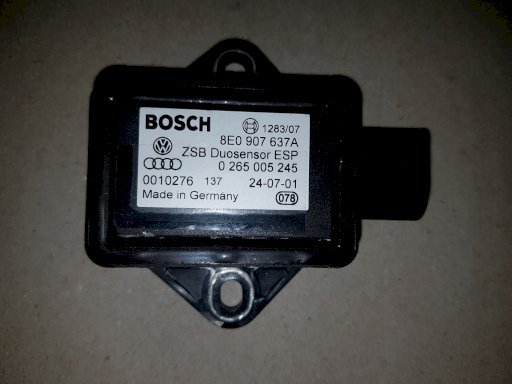 BOSCH 1283/07
8E0 907 637A
ZSB Duosensor ESP
0 265 005 245
0010276 137 24-07-01
Made in Germany 078